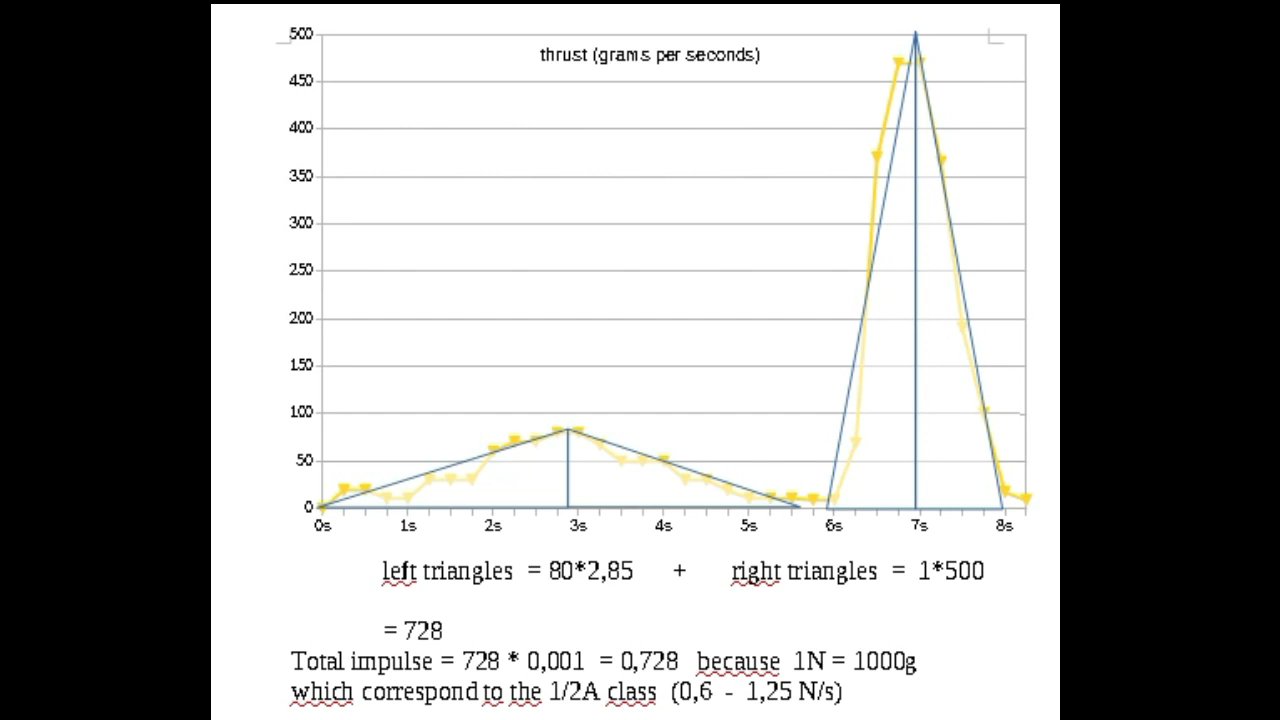 500
thrust (grams per seconds)
450
400
350
300
250
200
150
100
50
0
0s 1s 2s 3s 4s 5s 6s 7s 8s
left triangles = 80*2,85 + right triangles = 1*500
= 728
Total impulse = 728 * 0,001 = 0,728 because 1N = 1000g
which correspond to the 1/2A class (0,6 - 1,25 N/s)